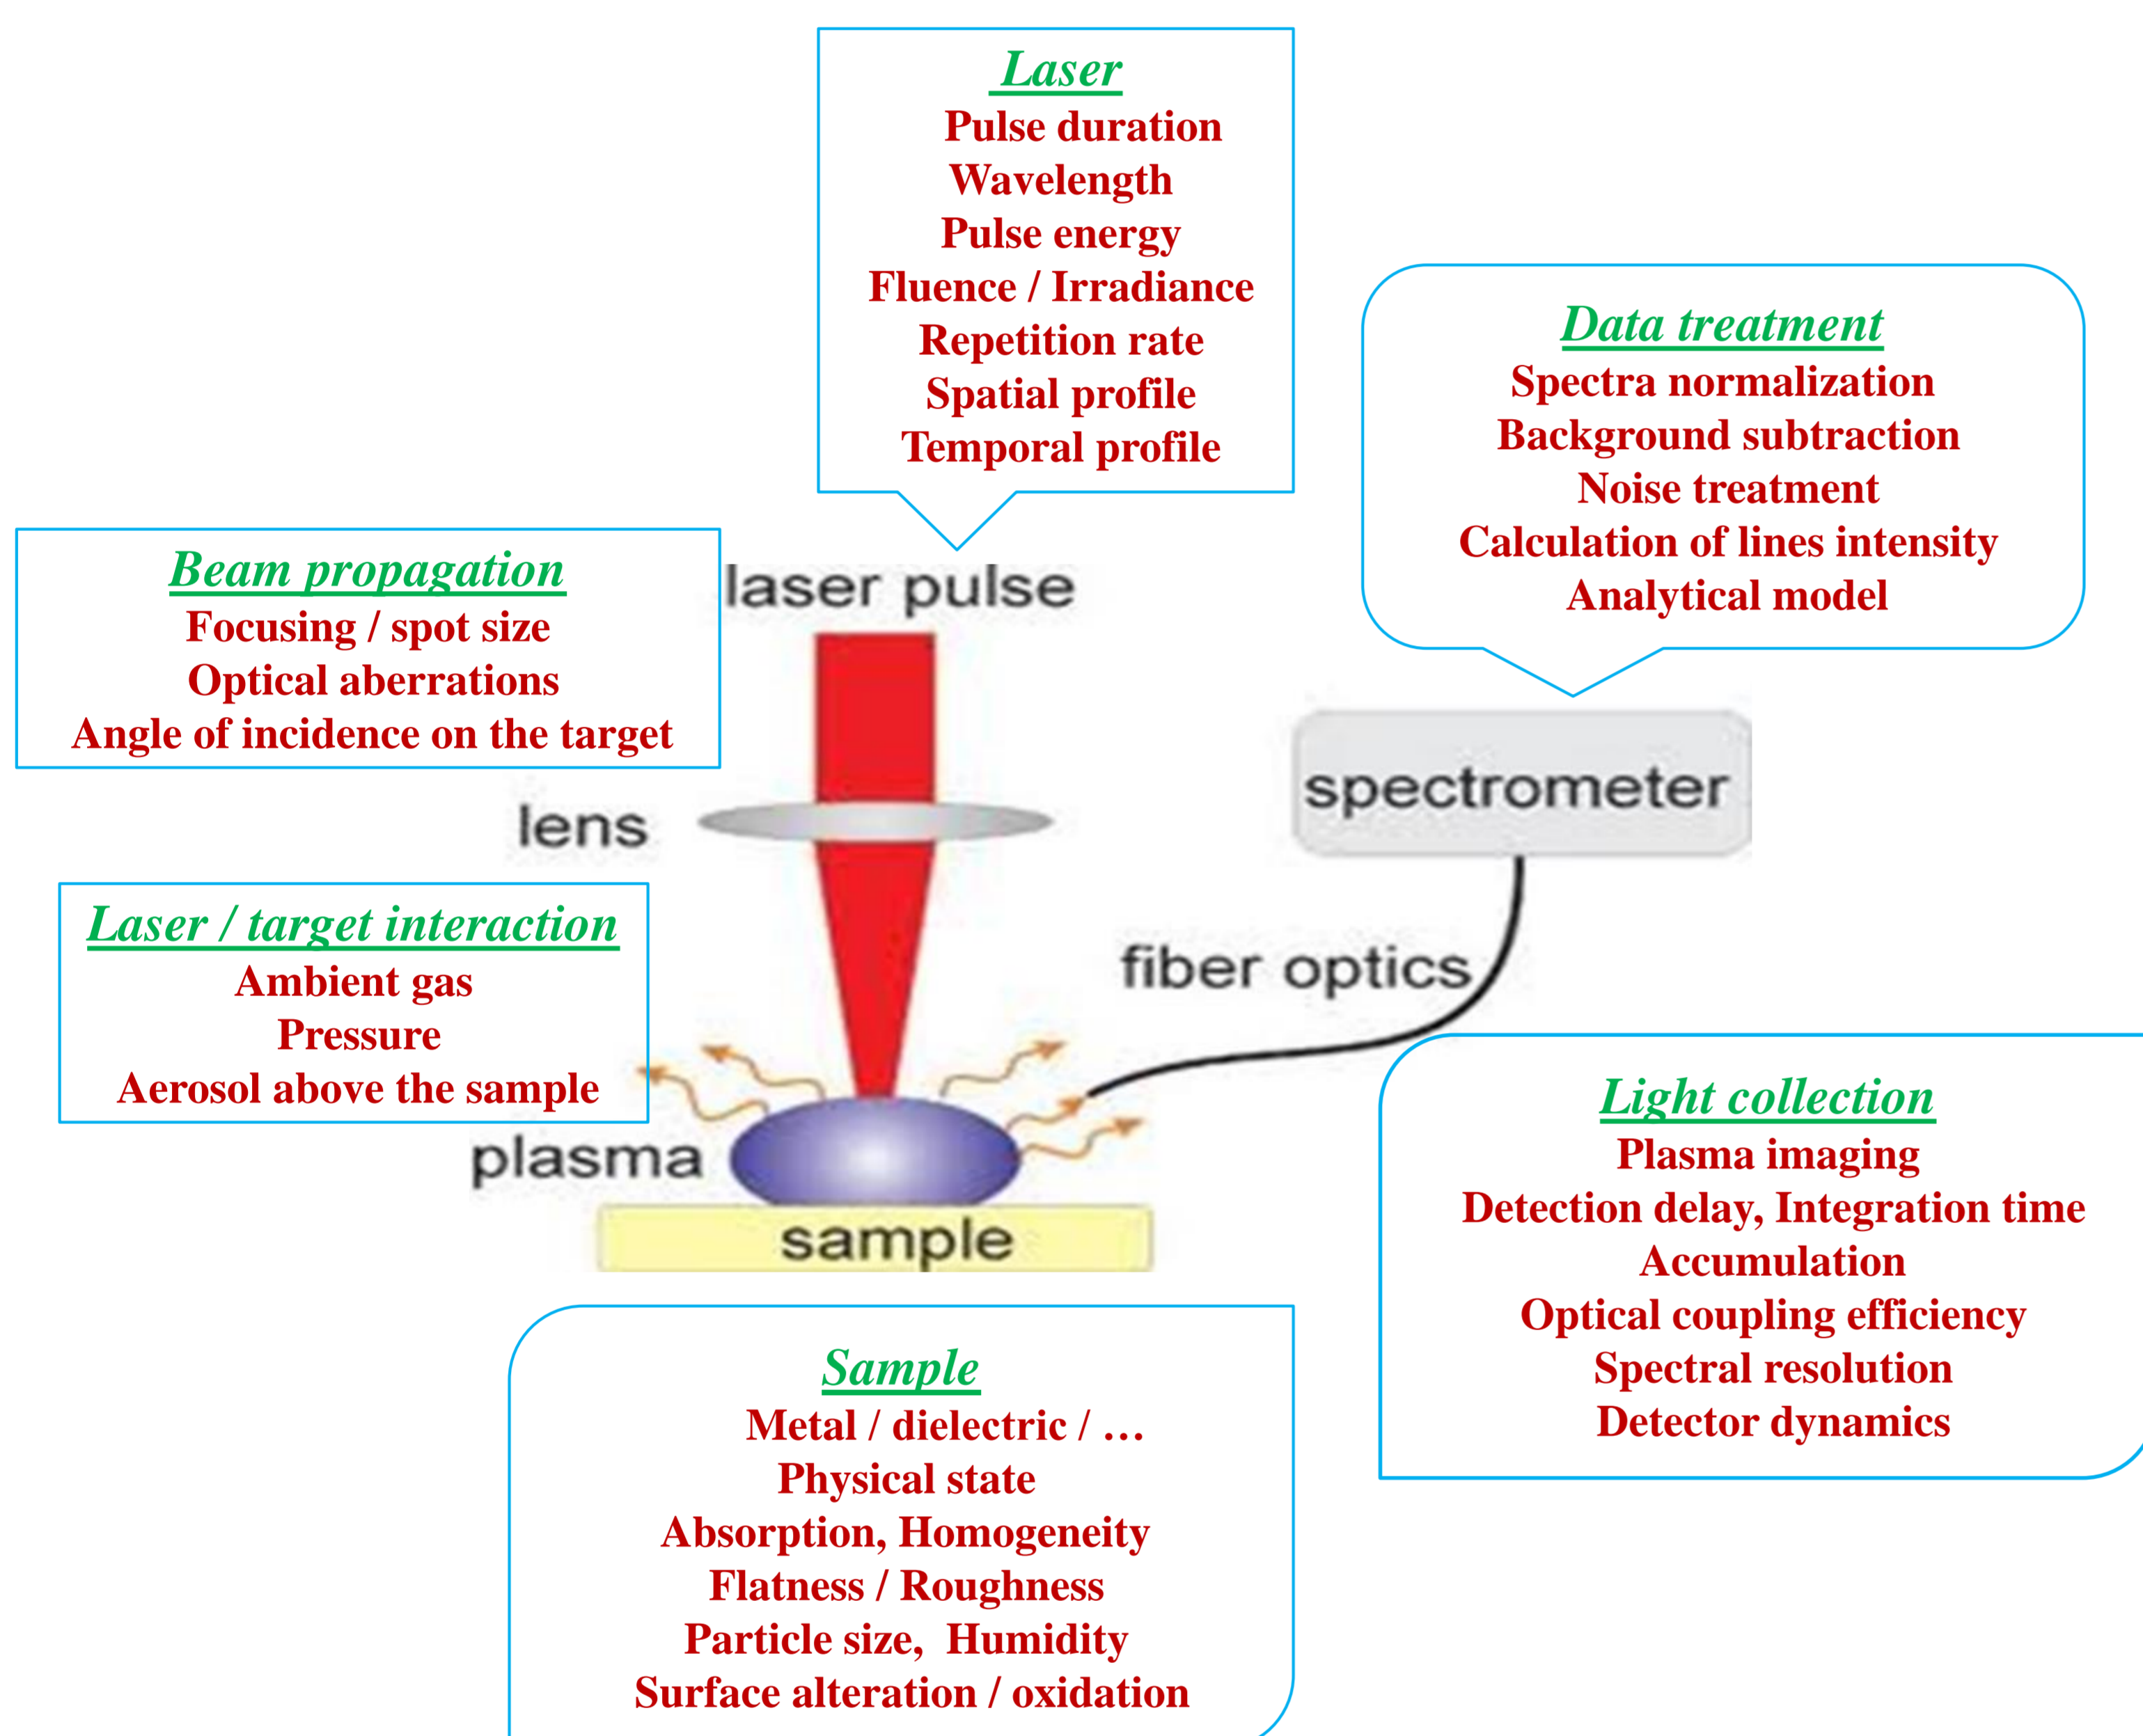 Laser
Pulse duration
Wavelength
Pulse energy
Fluence / Irradiance
Repetition rate
Spatial profile
Temporal profile
Data treatment
Spectra normalization
Background subtraction
Noise treatment
Calculation of lines intensity
Analytical model
Beam propagation
Focusing / spot size
Optical aberrations
Angle of incidence on the target
laser pulse
lens
spectrometer
Laser / target interaction
Ambient gas
Pressure
Aerosol above the sample
fiber optics
plasma
sample
Light collection
Plasma imaging
Detection delay, Integration time
Accumulation
Optical coupling efficiency
Spectral resolution
Detector dynamics
Sample
Metal / dielectric / …
Physical state
Absorption, Homogeneity
Flatness / Roughness
Particle size,  Humidity
Surface alteration / oxidation